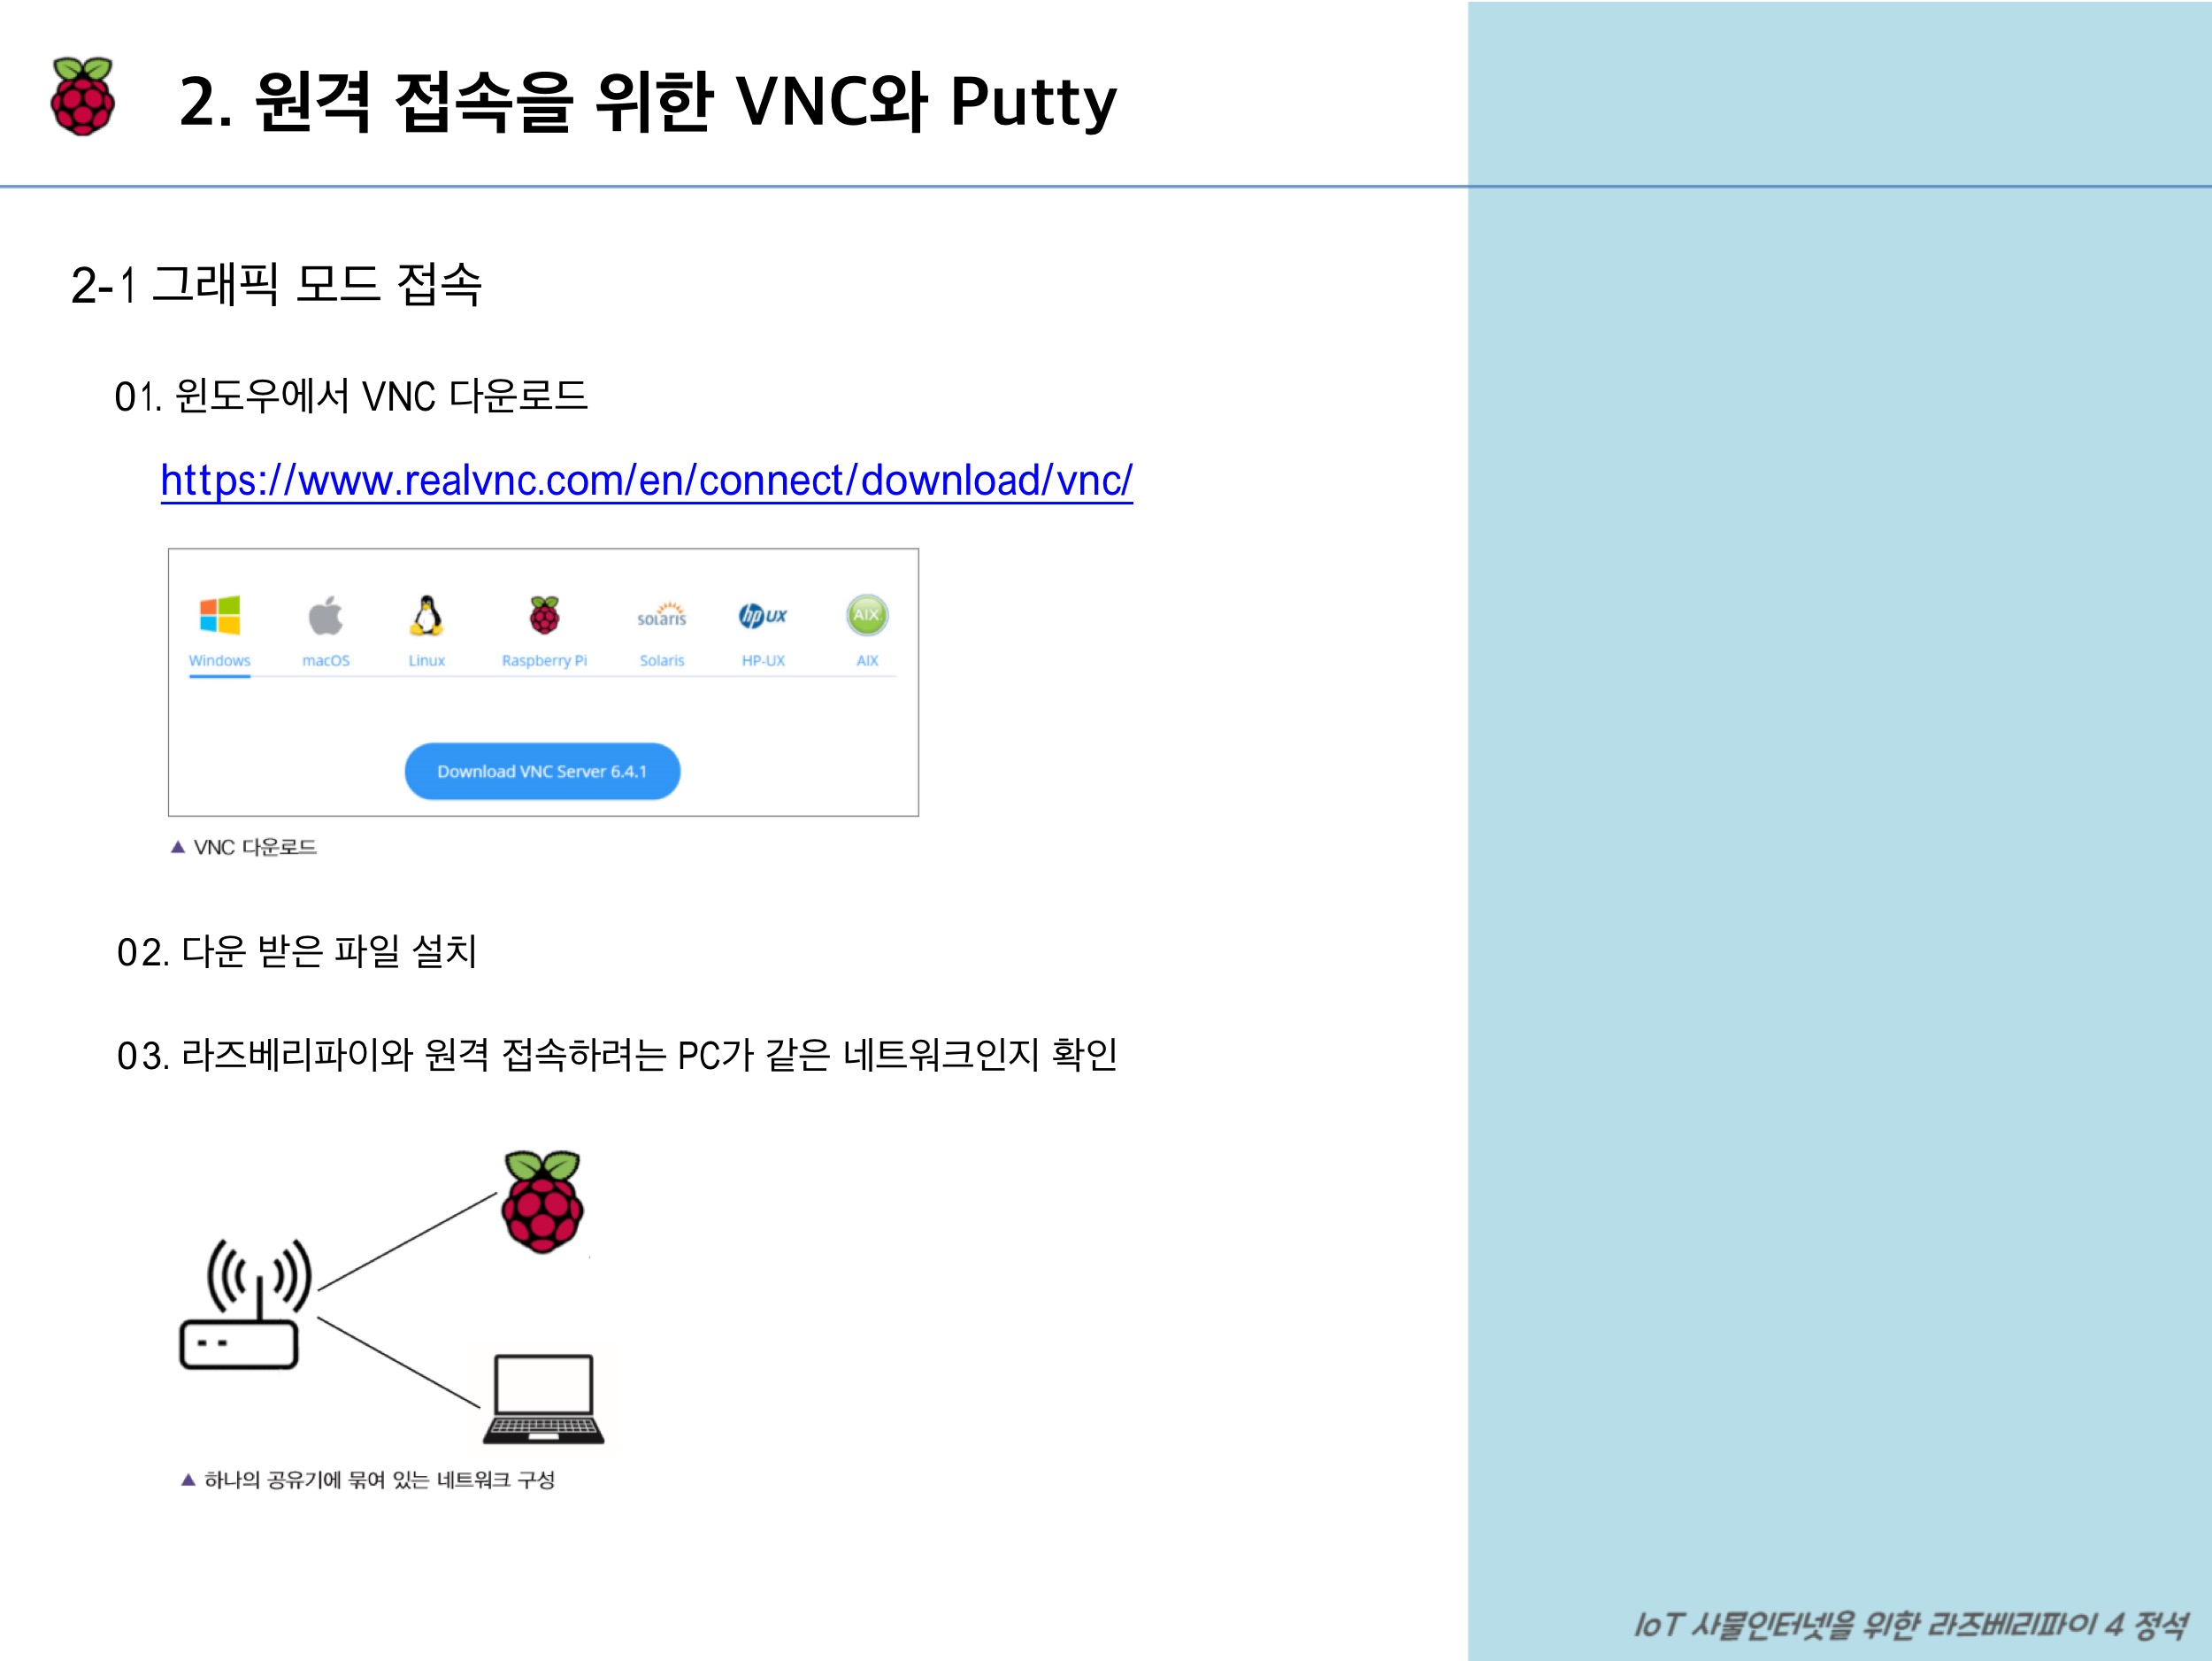 2. 원격 접속을 위한 VNC와 Putty
2-1 그래픽 모드 접속
01. 윈도우에서 VNC 다운로드
https://www.realvnc.com/en/connect/download/vnc/
solaris hp UX AIX
Windows macOS Linux Raspberry Pi Solaris HP-UX AIX
Download VNC Server 6.4.1
▲ VNC 다운로드
02. 다운 받은 파일 설치
03. 라즈베리파이와 원격 접속하려는 PC가 같은 네트워크인지 확인
▲ 하나의 공유기에 묶여 있는 네트워크 구성
IoT 사물인터넷을 위한 라즈베리파이 4 정석